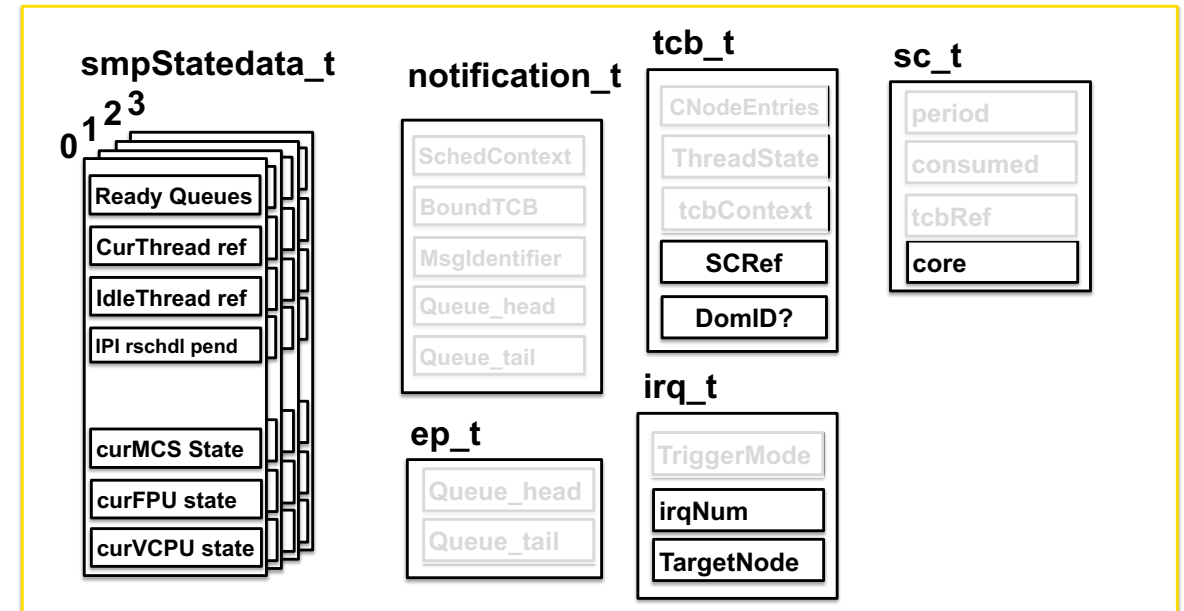 smpStatedata_t
0
1
2
3
Ready Queues
CurThread ref
IdleThread ref
IPI rschdl pend
curMCS State
curFPU state
curVCPU state
notification_t
SchedContext
BoundTCB
MsgIdentifier
Queue_head
Queue_tail
ep_t
Queue_head
Queue_tail
tcb_t
CNodeEntries
ThreadState
tcbContext
SCRef
DomID?
irq_t
TriggerMode
irqNum
TargetNode
sc_t
period
consumed
tcbRef
core